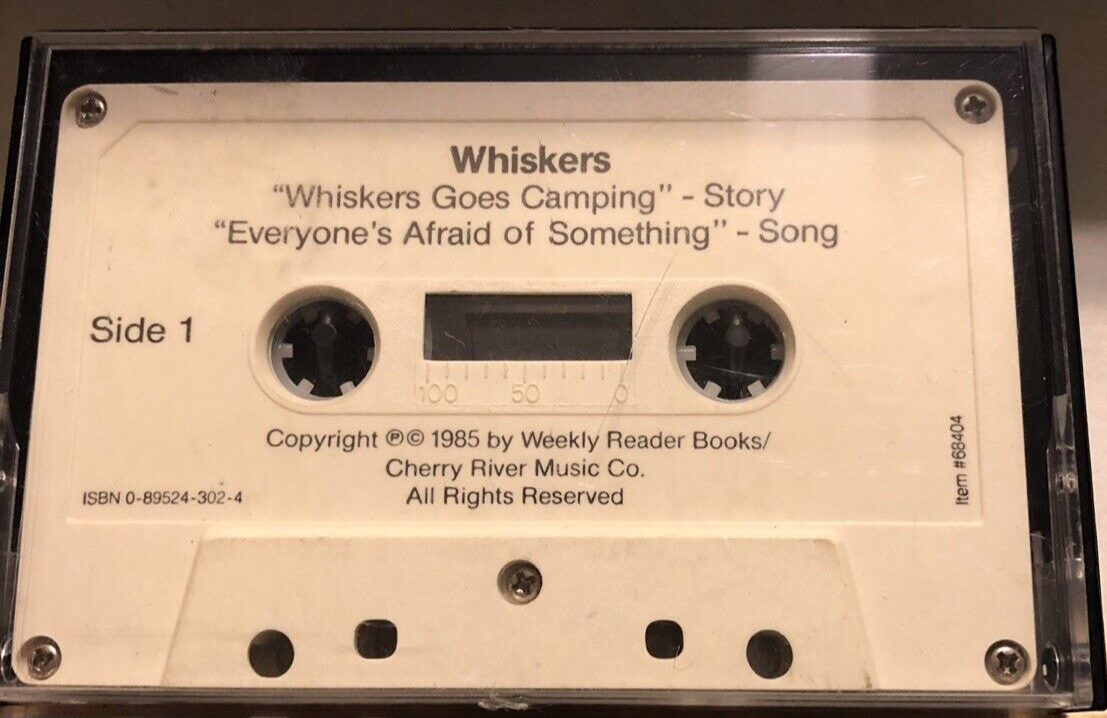 Whiskers
“Whiskers Goes Camping” - Story
“Everyone’s Afraid of Something” - Song
Side 1
100 50 0
Copyright ℗© 1985 by Weekly Reader Books/
Cherry River Music Co.
All Rights Reserved
ISBN 0-89524-302-4
Item #68404